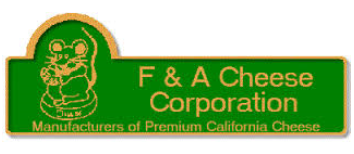 F & A Cheese
Corporation
Manufacturers of Premium California Cheese